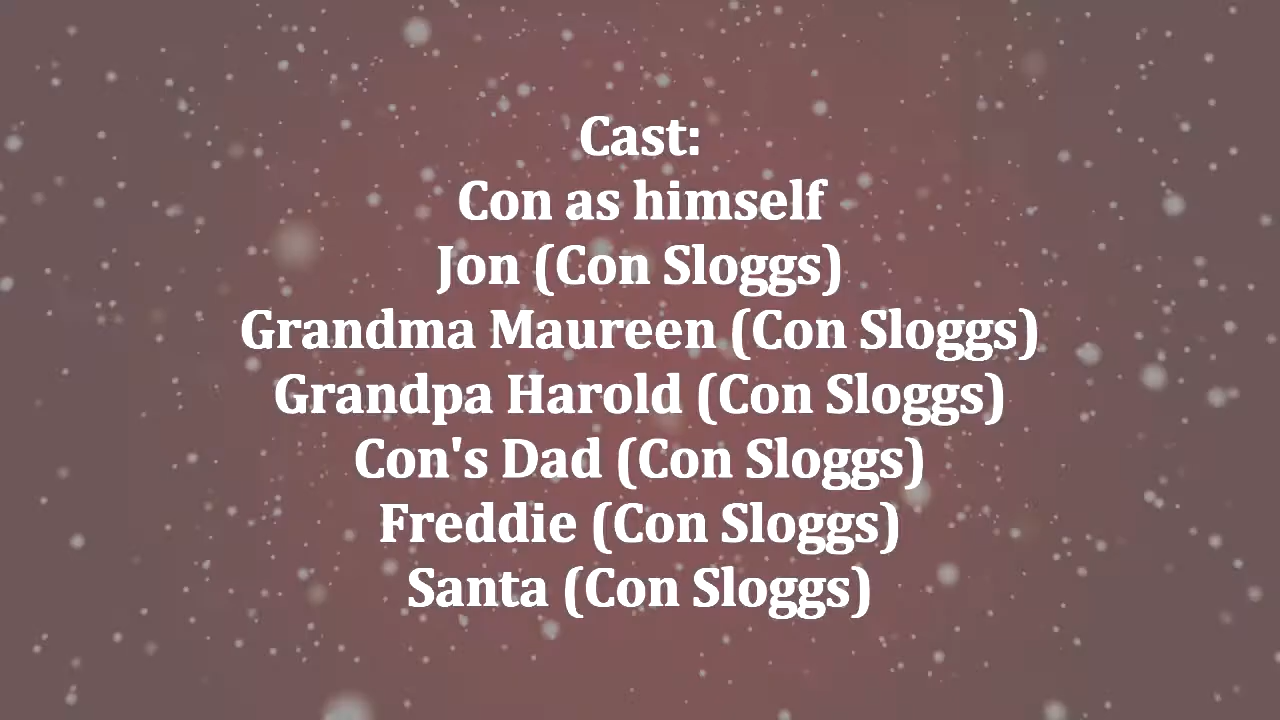 Cast:
Con as himself
Jon (Con Sloggs)
Grandma Maureen (Con Sloggs)
Grandpa Harold (Con Sloggs)
Con's Dad (Con Sloggs)
Freddie (Con Sloggs)
Santa (Con Sloggs)